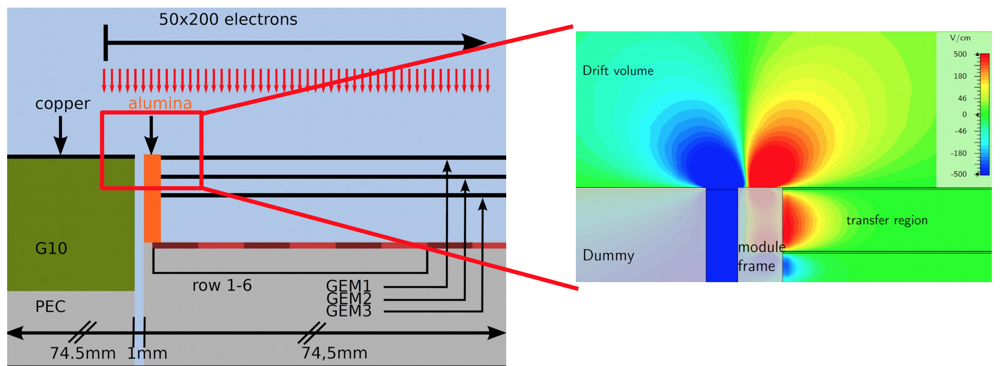 50x200 electrons
copper
alumina
G10
row 1-6
GEM1
GEM2
GEM3
PEC
74.5mm
1mm
74,5mm
V/cm
500
180
46
0
-46
-180
-500
Drift volume
transfer region
module
frame
Dummy